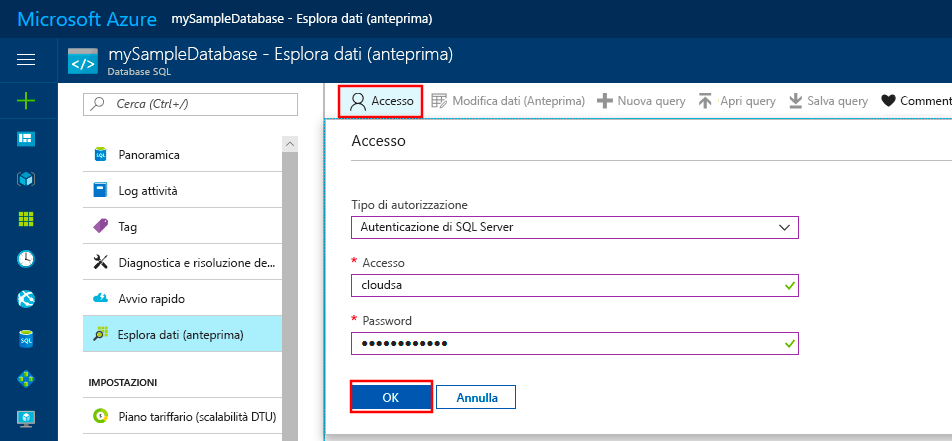 Microsoft Azure mySampleDatabase - Esplora dati (anteprima)
mySampleDatabase - Esplora dati (anteprima)
Database SQL
Cerca (Ctrl+/)
Panoramica
Log attività
Tag
Diagnostica e risoluzione de...
Avvio rapido
Esplora dati (anteprima)
IMPOSTAZIONI
Piano tariffario (scalabilità DTU)
Accesso Modifica dati (Anteprima) Nuova query Apri query Salva query Comment
Accesso
Tipo di autorizzazione
Autenticazione di SQL Server
* Accesso
cloudsa
* Password
••••••••••••
OK Annulla
SQL
SQL